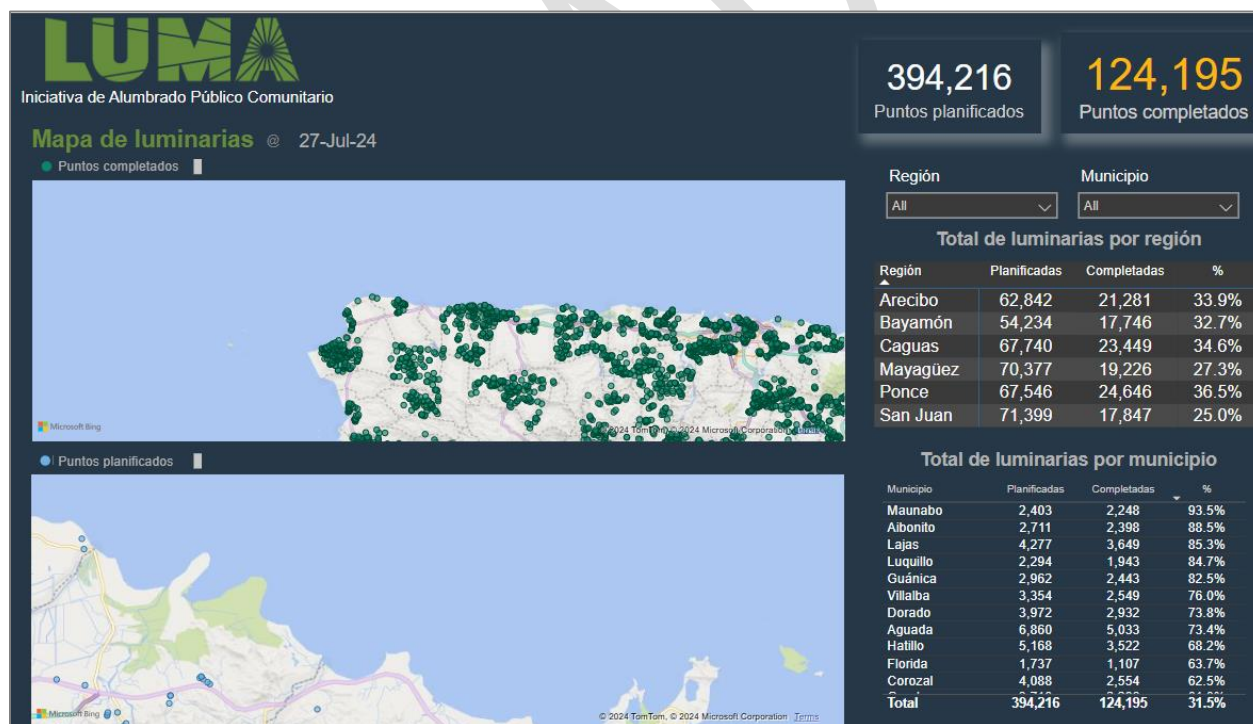 LUMA
Iniciativa de Alumbrado Público Comunitario
Mapa de luminarias @ 27-Jul-24
Puntos completados
Microsoft Bing
© 2024 TomTom, © 2024 Microsoft Corporation
Puntos planificados
Microsoft Bing
© 2024 TomTom, © 2024 Microsoft Corporation Terms
394,216
Puntos planificados
124,195
Puntos completados
Región Municipio
All All
Total de luminarias por región
Región Planificadas Completadas %
Arecibo 62,842 21,281 33.9%
Bayamón 54,234 17,746 32.7%
Caguas 67,740 23,449 34.6%
Mayagüez 70,377 19,226 27.3%
Ponce 67,546 24,646 36.5%
San Juan 71,399 17,847 25.0%
Total de luminarias por municipio
Municipio Planificadas Completadas %
Maunabo 2,403 2,248 93.5%
Aibonito 2,711 2,398 88.5%
Lajas 4,277 3,649 85.3%
Luquillo 2,294 1,943 84.7%
Guánica 2,962 2,443 82.5%
Villalba 3,354 2,549 76.0%
Dorado 3,972 2,932 73.8%
Aguada 6,860 5,033 73.4%
Hatillo 5,168 3,522 68.2%
Florida 1,737 1,107 63.7%
Corozal 4,088 2,554 62.5%
Total 394,216 124,195 31.5%